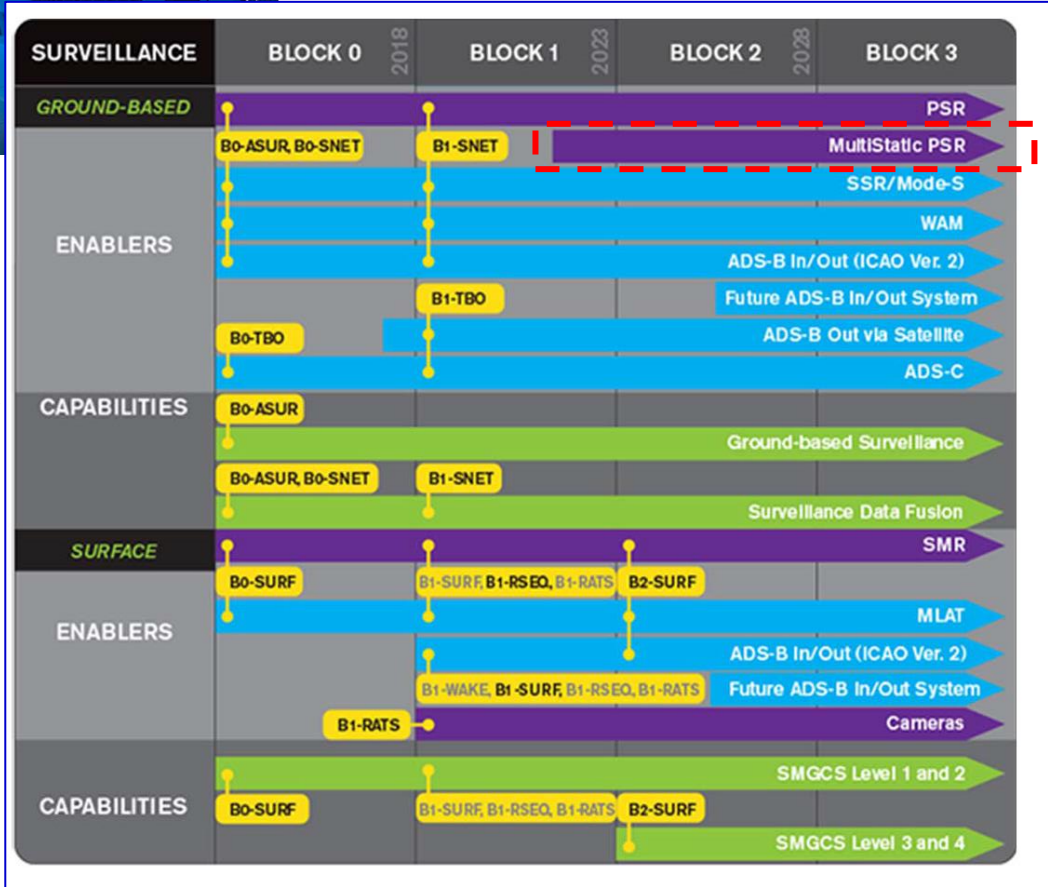 SURVEILLANCE BLOCK 0 2018 BLOCK 1 2023 BLOCK 2 2028 BLOCK 3
GROUND-BASED PSR
B0-ASUR, B0-SNET B1-SNET MultiStatic PSR
SSR/Mode-S
WAM
ENABLERS
ADS-B In/Out (ICAO Ver. 2)
B1-TBO Future ADS-B In/Out System
B0-TBO ADS-B Out via Satellite
ADS-C
CAPABILITIES B0-ASUR
Ground-based Surveillance
B0-ASUR, B0-SNET B1-SNET
Surveillance Data Fusion
SURFACE SMR
B0-SURF B1-SURF, B1-RSEQ, B1-RATS B2-SURF
ENABLERS MLAT
ADS-B In/Out (ICAO Ver. 2)
B1-WAKE, B1-SURF, B1-RSEQ, B1-RATS Future ADS-B In/Out System
B1-RATS Cameras
SMGCS Level 1 and 2
CAPABILITIES B0-SURF B1-SURF, B1-RSEQ, B1-RATS B2-SURF
SMGCS Level 3 and 4